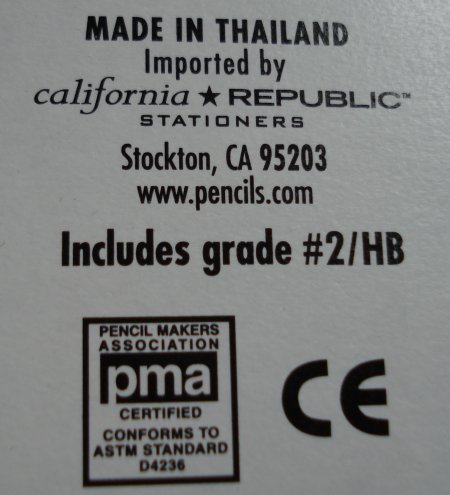 MADE IN THAILAND
Imported by
california ★ REPUBLIC™
STATIONERS
Stockton, CA 95203
www.pencils.com
Includes grade #2/HB
PENCIL MAKERS
ASSOCIATION
pma
CERTIFIED
CONFORMS TO
ASTM STANDARD
D4236
CE